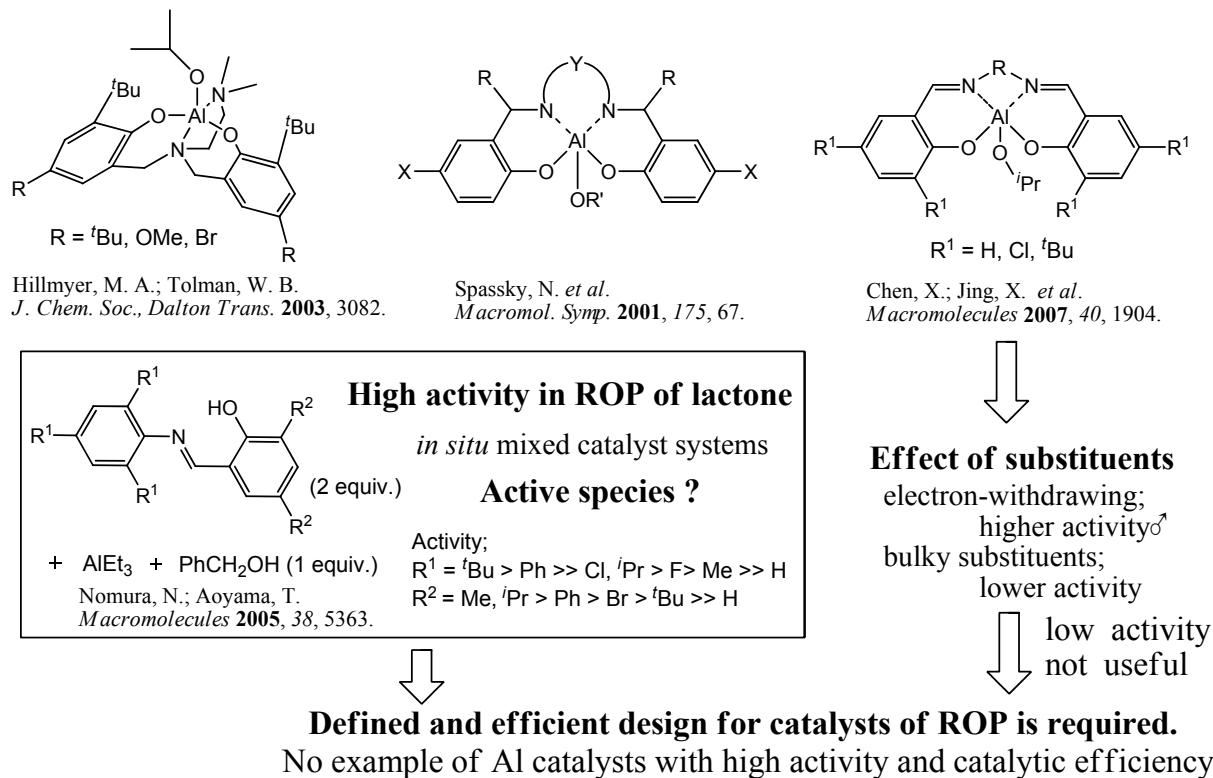 O
N
Al
O
O
N
ᵗBu
ᵗBu
R
R
R = ᵗBu, OMe, Br
Hillmyer, M. A.; Tolman, W. B.
J. Chem. Soc., Dalton Trans. 2003, 3082.
Y
R
R
N
N
Al
X
O
O
X
OR'
Spassky, N. et al.
Macromol. Symp. 2001, 175, 67.
R
N
N
Al
O
O
R¹
O
ⁱPr
R¹
R¹
R¹
R¹ = H, Cl, ᵗBu
Chen, X.; Jing, X. et al.
Macromolecules 2007, 40, 1904.
R¹
HO
R²
R¹
N
R¹
(2 equiv.)
R²
+ AlEt₃ + PhCH₂OH (1 equiv.)
Nomura, N.; Aoyama, T.
Macromolecules 2005, 38, 5363.
High activity in ROP of lactone
in situ mixed catalyst systems
Active species ?
Activity;
R¹ = ᵗBu > Ph >> Cl, ⁱPr > F> Me >> H
R² = Me, ⁱPr > Ph > Br > ᵗBu >> H
Effect of substituents
electron-withdrawing;
higher activity♂
bulky substituents;
lower activity
low activity
not useful
Defined and efficient design for catalysts of ROP is required.
No example of Al catalysts with high activity and catalytic efficiency